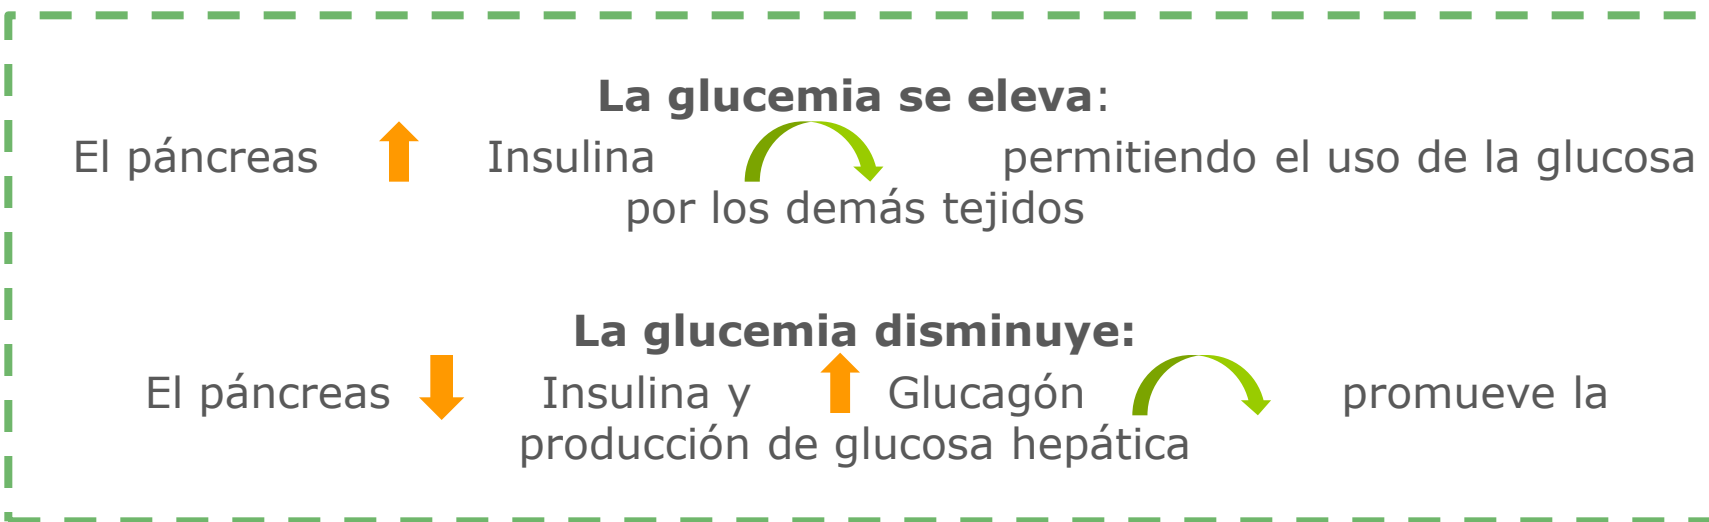 La glucemia se eleva:
El páncreas Insulina permitiendo el uso de la glucosa
por los demás tejidos
La glucemia disminuye:
El páncreas Insulina y Glucagón promueve la
producción de glucosa hepática